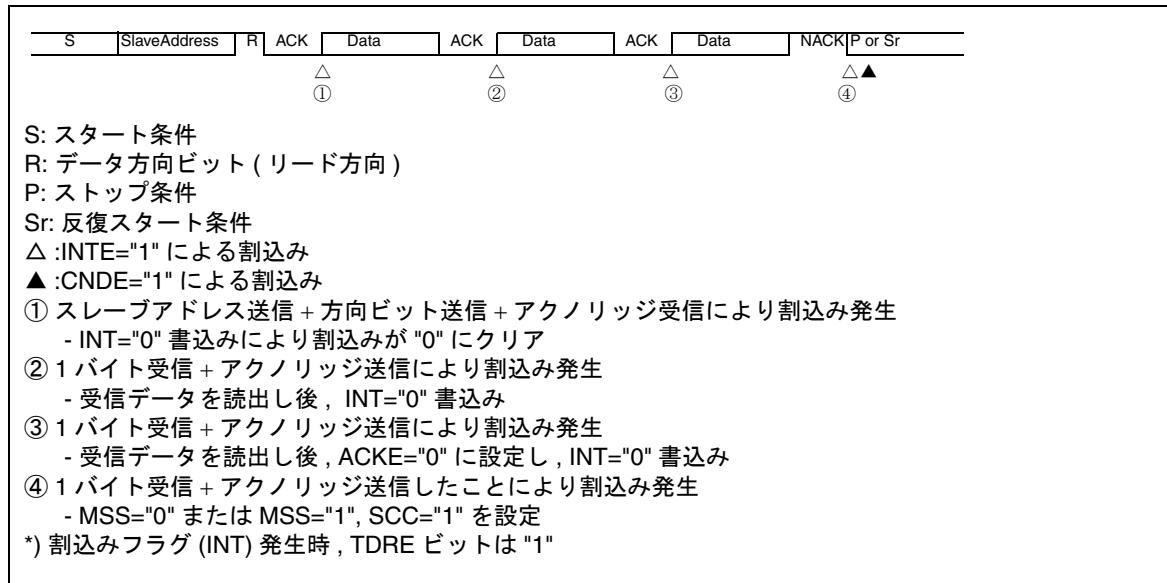 S SlaveAddress R ACK Data ACK Data ACK Data NACK P or Sr
△ △ △ △▲
① ② ③ ④
S: スタート条件
R: データ方向ビット ( リード方向 )
P: ストップ条件
Sr: 反復スタート条件
△ :INTE="1" による割込み
▲ :CNDE="1" による割込み
① スレーブアドレス送信 + 方向ビット送信 + アクノリッジ受信により割込み発生
- INT="0" 書込みにより割込みが "0" にクリア
② 1 バイト受信 + アクノリッジ送信により割込み発生
- 受信データを読出し後 , INT="0" 書込み
③ 1 バイト受信 + アクノリッジ送信により割込み発生
- 受信データを読出し後 , ACKE="0" に設定し , INT="0" 書込み
④ 1 バイト受信 + アクノリッジ送信したことにより割込み発生
- MSS="0" または MSS="1", SCC="1" を設定
*) 割込みフラグ (INT) 発生時 , TDRE ビットは "1"